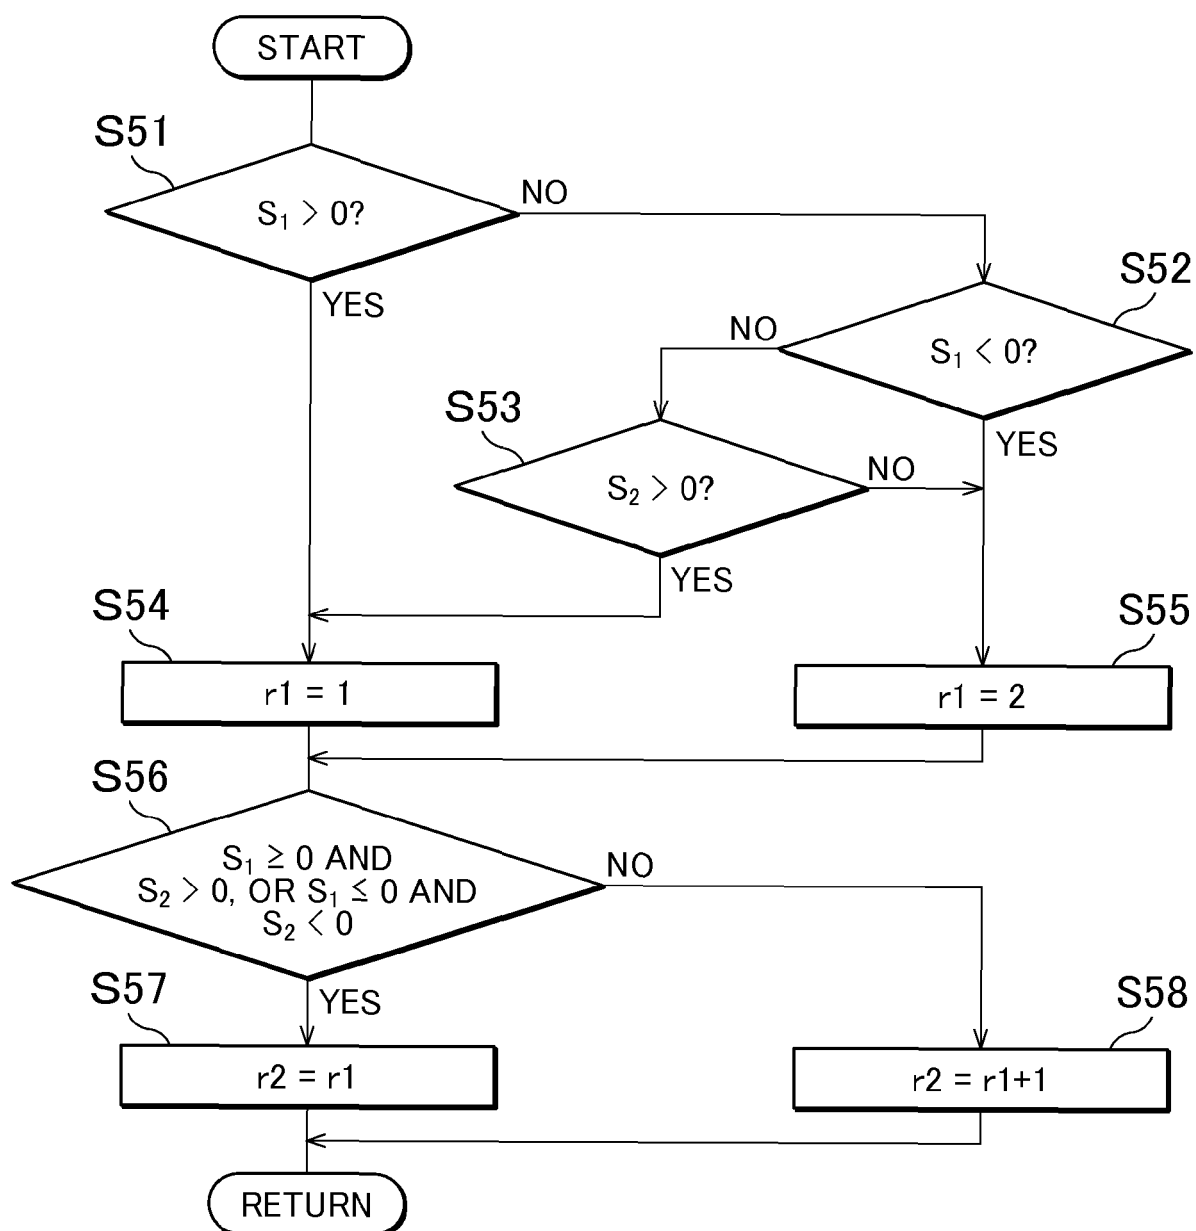 START
S51
S₁ > 0?
NO
YES
S52
S₁ < 0?
NO
YES
S53
S₂ > 0?
NO
YES
S54
r1 = 1
S55
r1 = 2
S56
S₁ ≥ 0 AND
S₂ > 0, OR S₁ ≤ 0 AND
S₂ < 0
NO
YES
S57
r2 = r1
S58
r2 = r1+1
RETURN